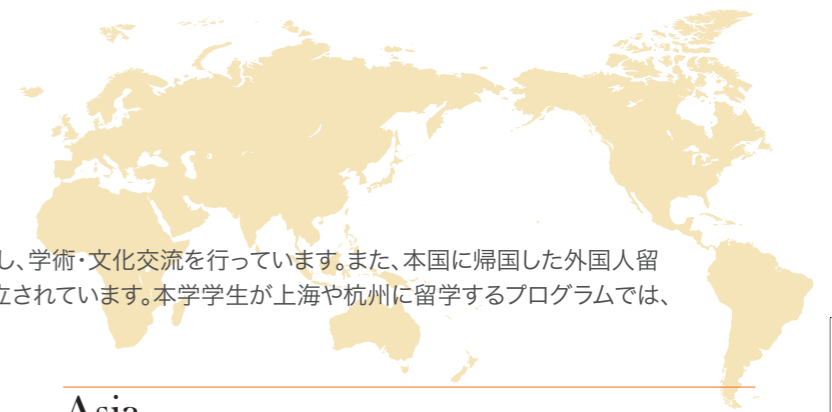 し、学術・文化交流を行っています。また、本国に帰国した外国人留
立されています。本学学生が上海や杭州に留学するプログラムでは、
Asia